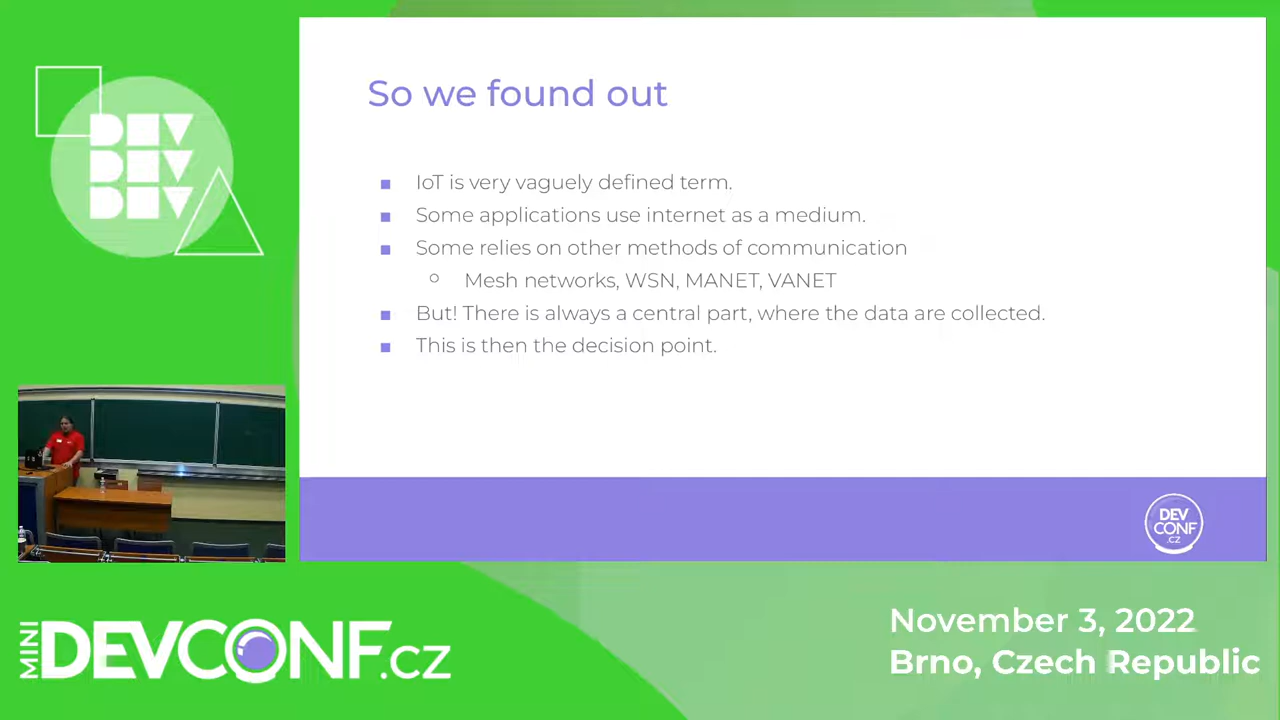 DEV
DEV
DEV
So we found out
IoT is very vaguely defined term.
Some applications use internet as a medium.
Some relies on other methods of communication
Mesh networks, WSN, MANET, VANET
But! There is always a central part, where the data are collected.
This is then the decision point.
DEV
CONF
.CZ
MINI
DEVCONF.cz
November 3, 2022
Brno, Czech Republic